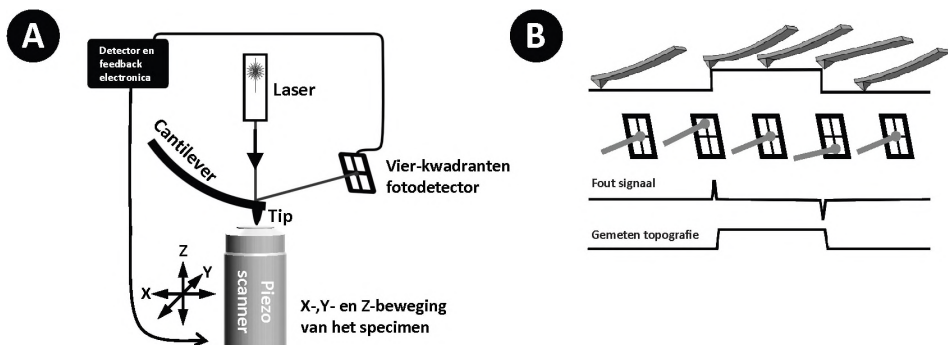 A
Detector en
feedback
electronica
Laser
Cantilever
Vier-kwadranten
fotodetector
Tip
Z
Y
X
Piezo
scanner
X-,Y- en Z-beweging
van het specimen
B
Fout signaal
Gemeten topografie